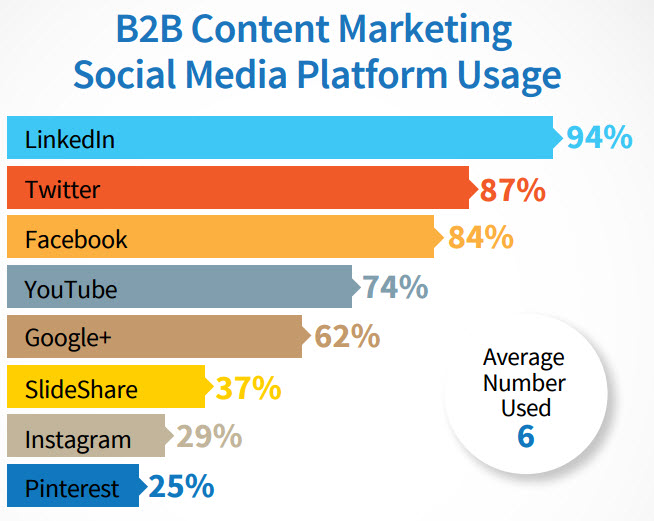 B2B Content Marketing
Social Media Platform Usage
LinkedIn 94%
Twitter 87%
Facebook 84%
YouTube 74%
Google+ 62%
SlideShare 37%
Instagram 29%
Pinterest 25%
Average
Number
Used
6